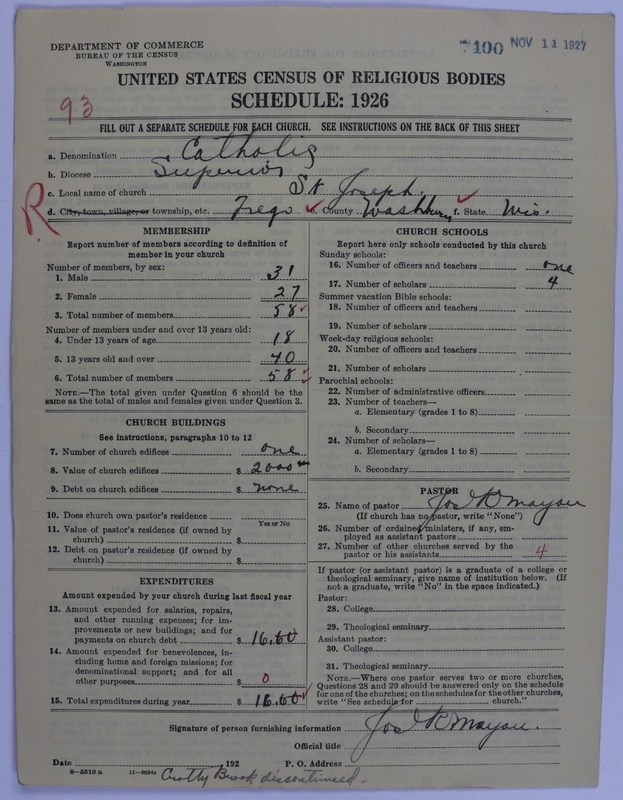 DEPARTMENT OF COMMERCE
BUREAU OF THE CENSUS
WASHINGTON
7400 NOV 11 1927
UNITED STATES CENSUS OF RELIGIOUS BODIES
SCHEDULE: 1926
93
FILL OUT A SEPARATE SCHEDULE FOR EACH CHURCH. SEE INSTRUCTIONS ON THE BACK OF THIS SHEET
a. Denomination Catholic
b. Diocese Superior
c. Local name of church St Joseph.
R
d. City, town, village, or township, etc. Trego e. County Washburn f. State Wis.
MEMBERSHIP
Report number of members according to definition of
member in your church
Number of members, by sex:
1. Male 31
2. Female 27
3. Total number of members 58
Number of members under and over 13 years old:
4. Under 13 years of age 18
5. 13 years old and over 40
6. Total number of members 58
NOTE.—The total given under Question 6 should be
same as the total of males and females given under Question 3.
CHURCH BUILDINGS
See instructions, paragraphs 10 to 12
7. Number of church edifices one
8. Value of church edifices $ 2000
9. Debt on church edifices $ none
10. Does church own pastor's residence
Yes or No
11. Value of pastor's residence (if owned by
church) $
12. Debt on pastor's residence (if owned by
church) $
EXPENDITURES
Amount expended by your church during last fiscal year
13. Amount expended for salaries, repairs,
and other running expenses; for im-
provements or new buildings; and for
payments on church debt $ 16.60
14. Amount expended for benevolences, in-
cluding home and foreign missions; for
denominational support; and for all
other purposes $ 0
15. Total expenditures during year $ 16.60
CHURCH SCHOOLS
Report here only schools conducted by this church
Sunday schools:
16. Number of officers and teachers one
17. Number of scholars 4
Summer vacation Bible schools:
18. Number of officers and teachers
19. Number of scholars
Week-day religious schools:
20. Number of officers and teachers
21. Number of scholars
Parochial schools:
22. Number of administrative officers
23. Number of teachers—
a. Elementary (grades 1 to 8)
b. Secondary
24. Number of scholars—
a. Elementary (grades 1 to 8)
b. Secondary
PASTOR
25. Name of pastor Jos
(If church has no pastor, write "None")
26. Number of ordained ministers, if any, em-
ployed as assistant pastors
27. Number of other churches served by the
pastor or his assistants 4
If pastor (or assistant pastor) is a graduate of a college or
theological seminary, give name of institution below. (If
not a graduate, write "No" in the space indicated.)
Pastor:
28. College
29. Theological seminary
Assistant pastor:
30. College
31. Theological seminary
NOTE.—Where one pastor serves two or more churches,
Questions 28 and 29 should be answered only on the schedule
for one of the churches; on the schedules for the other churches,
write "See schedule for church."
Signature of person furnishing information Jos
Official title
Date 192 P. O. Address
8-5518a
Crotty Brook discontinued.